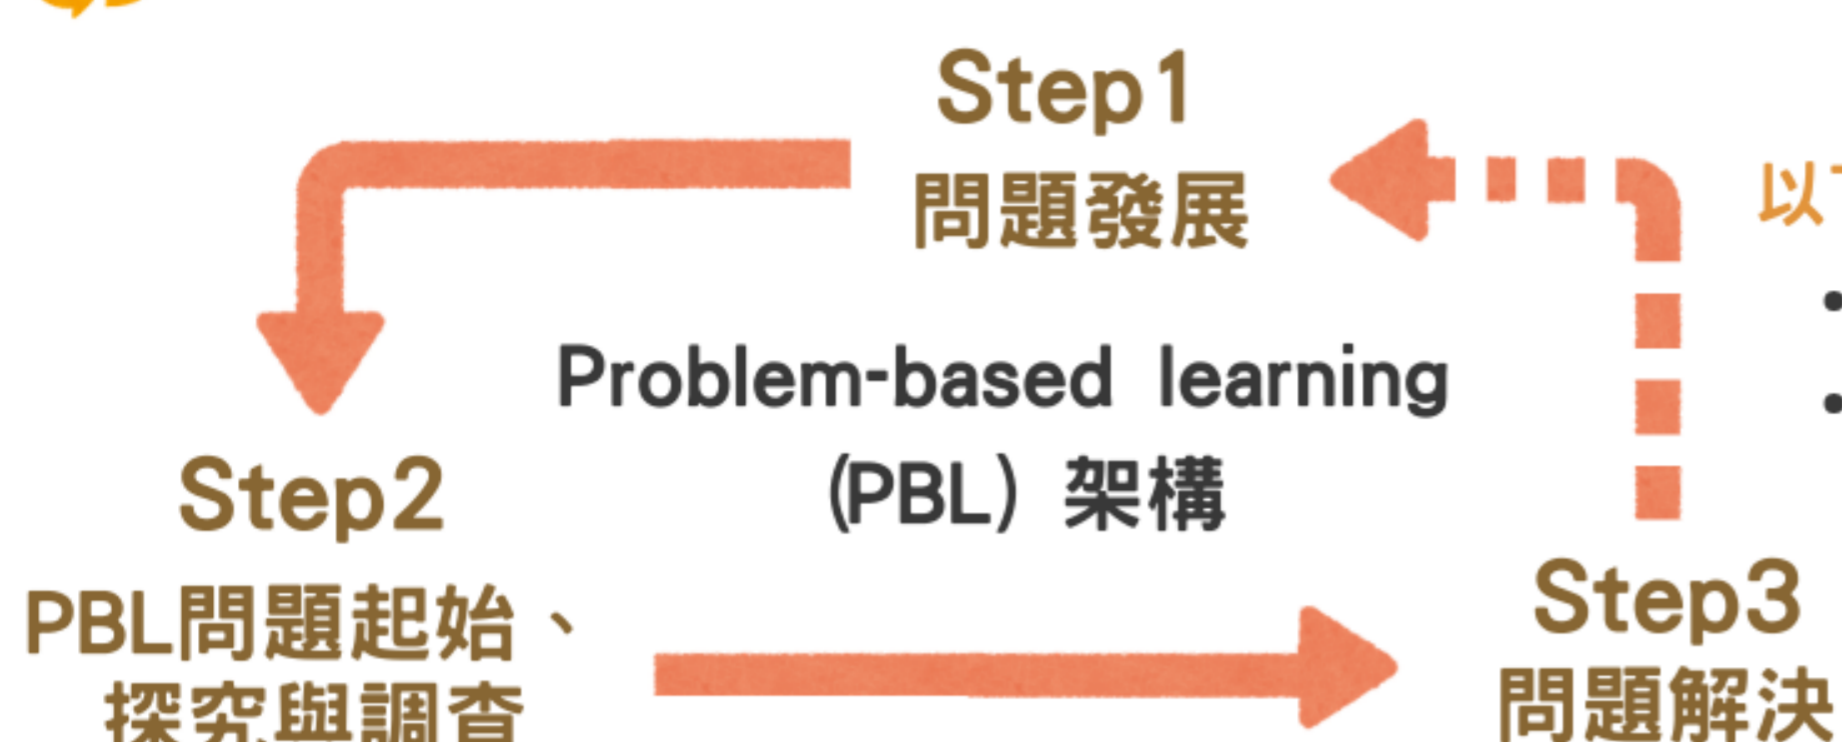 Step1
問題發展
以
Problem-based learning
(PBL) 架構
Step2
PBL問題起始、
探究與調查
Step3
問題解決